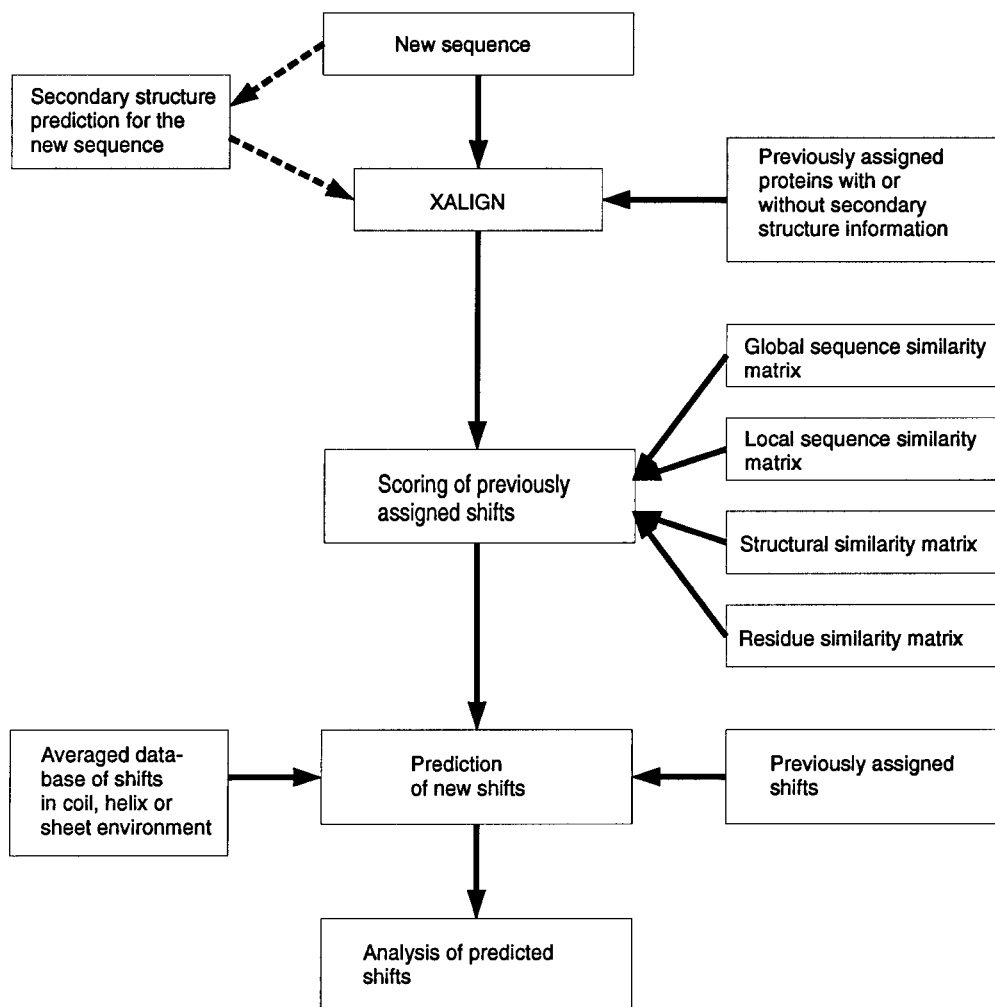 New sequence
Secondary structure
prediction for the
new sequence
XALIGN
Previously assigned
proteins with or
without secondary
structure information
Global sequence similarity
matrix
Local sequence similarity
matrix
Scoring of previously
assigned shifts
Structural similarity matrix
Residue similarity matrix
Averaged data-
base of shifts
in coil, helix or
sheet environment
Prediction
of new shifts
Previously assigned
shifts
Analysis of predicted
shifts